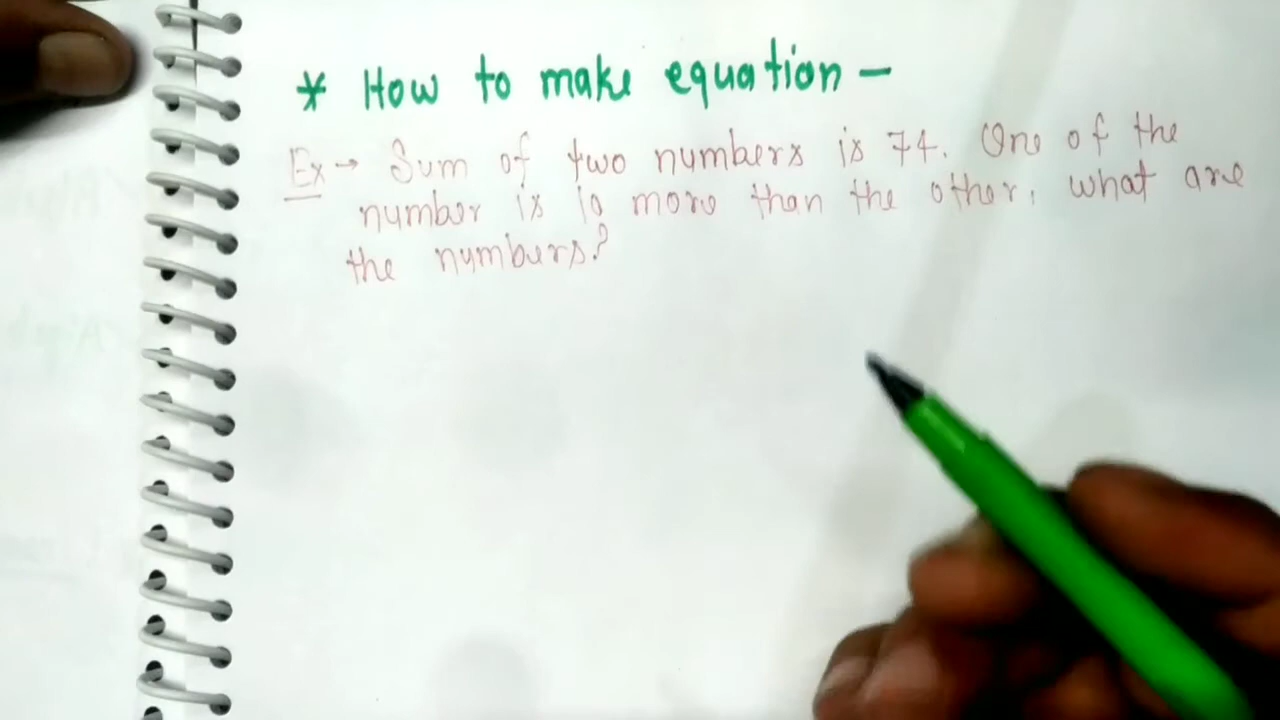 * How to make equation -
Ex → Sum of two numbers is 74. One of the
number is 10 more than the other. what are
the numbers?